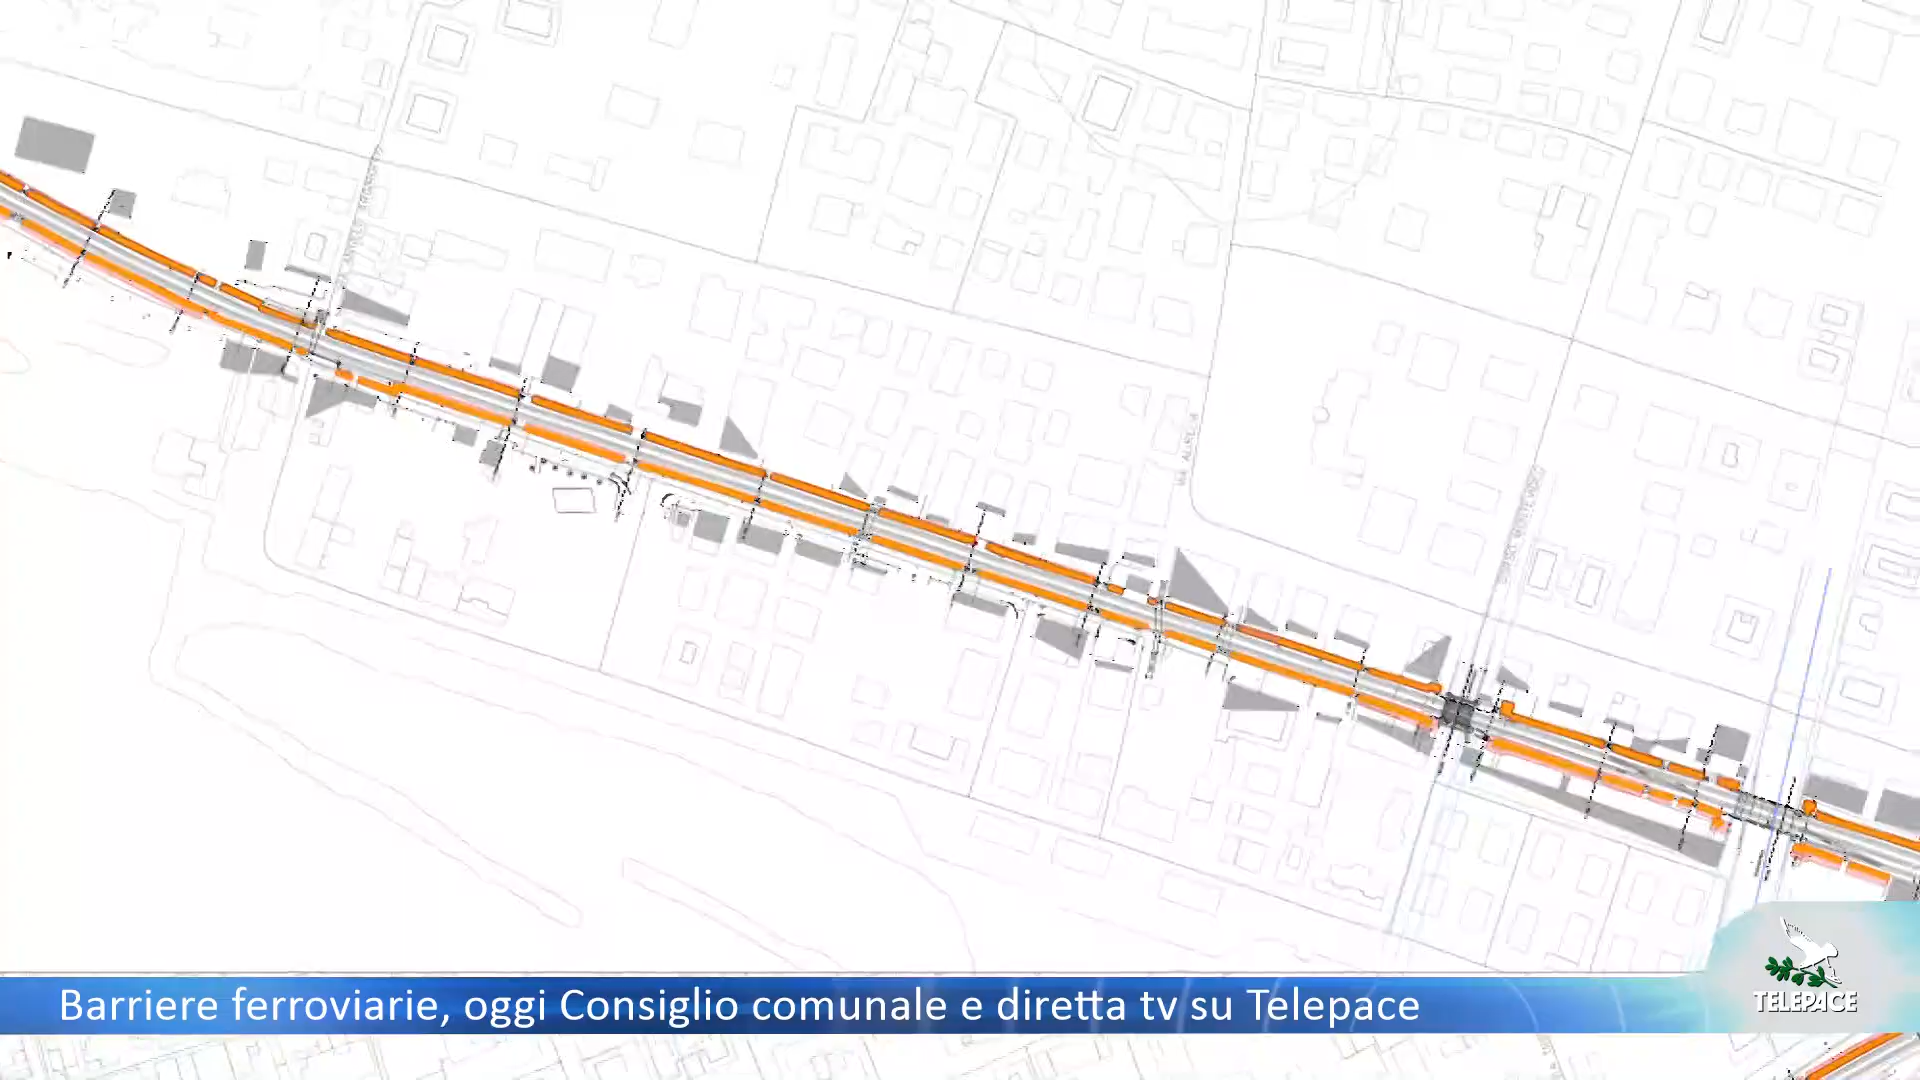 Barriere ferroviarie, oggi Consiglio comunale e diretta tv su Telepace
TELEPACE